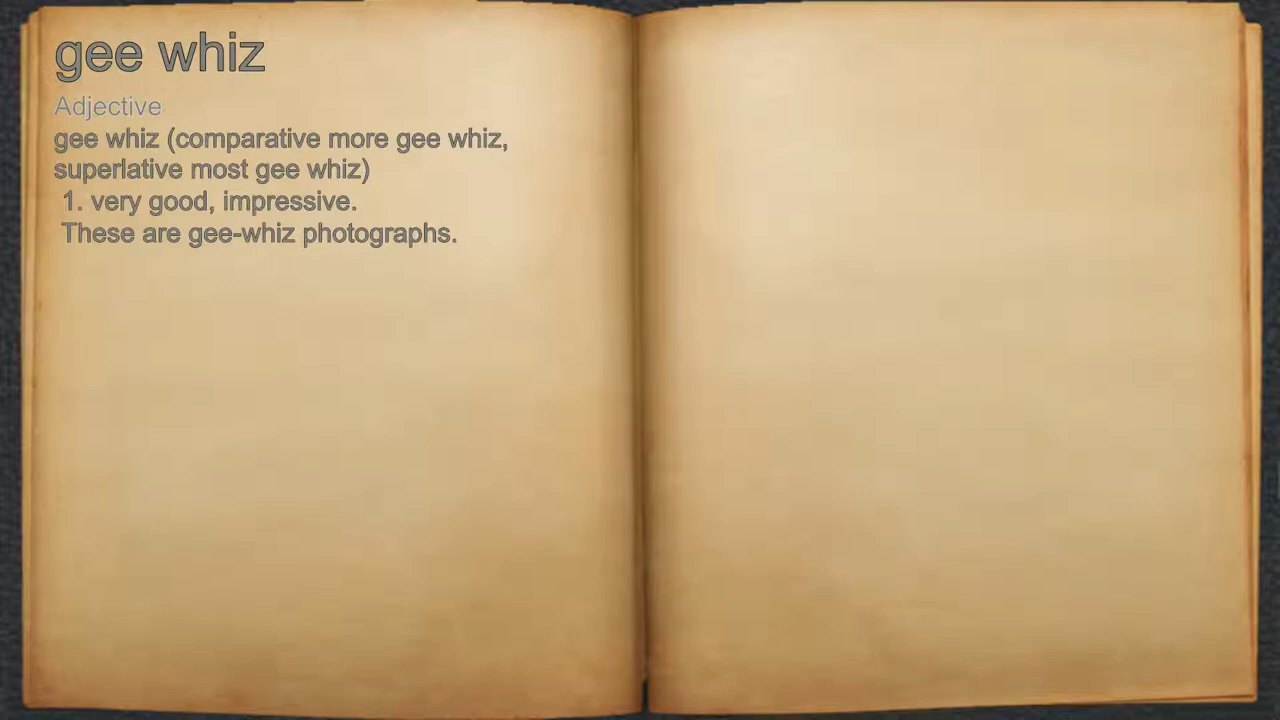 gee whiz
Adjective
gee whiz (comparative more gee whiz,
superlative most gee whiz)
1. very good, impressive.
These are gee-whiz photographs.